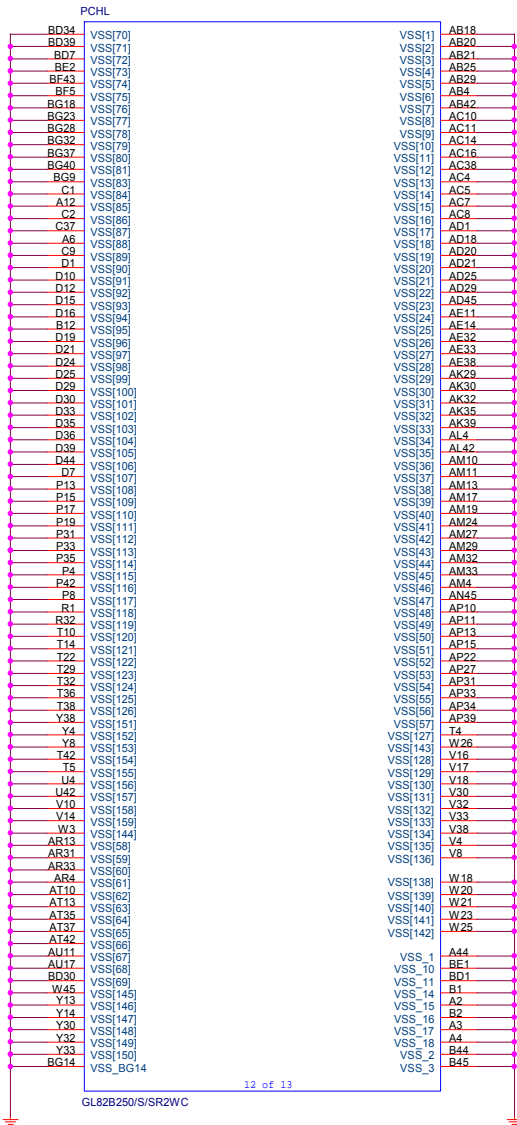 PCHL
BD34 VSS[70] VSS[1] AB18
BD39 VSS[71] VSS[2] AB20
BD7 VSS[72] VSS[3] AB21
BE2 VSS[73] VSS[4] AB25
BF43 VSS[74] VSS[5] AB29
BF5 VSS[75] VSS[6] AB4
BG18 VSS[76] VSS[7] AB42
BG23 VSS[77] VSS[8] AC10
BG28 VSS[78] VSS[9] AC11
BG32 VSS[79] VSS[10] AC14
BG37 VSS[80] VSS[11] AC16
BG40 VSS[81] VSS[12] AC38
BG9 VSS[83] VSS[13] AC4
C1 VSS[84] VSS[14] AC5
A12 VSS[85] VSS[15] AC7
C2 VSS[86] VSS[16] AC8
C37 VSS[87] VSS[17] AD1
A6 VSS[88] VSS[18] AD18
C9 VSS[89] VSS[19] AD20
D1 VSS[90] VSS[20] AD21
D10 VSS[91] VSS[21] AD25
D12 VSS[92] VSS[22] AD29
D15 VSS[93] VSS[23] AD45
D16 VSS[94] VSS[24] AE11
B12 VSS[95] VSS[25] AE14
D19 VSS[96] VSS[26] AE32
D21 VSS[97] VSS[27] AE33
D24 VSS[98] VSS[28] AE38
D25 VSS[99] VSS[29] AK29
D29 VSS[100] VSS[30] AK30
D30 VSS[101] VSS[31] AK32
D33 VSS[102] VSS[32] AK35
D35 VSS[103] VSS[33] AK39
D36 VSS[104] VSS[34] AL4
D39 VSS[105] VSS[35] AL42
D44 VSS[106] VSS[36] AM10
D7 VSS[107] VSS[37] AM11
P13 VSS[108] VSS[38] AM13
P15 VSS[109] VSS[39] AM17
P17 VSS[110] VSS[40] AM19
P19 VSS[111] VSS[41] AM24
P31 VSS[112] VSS[42] AM27
P33 VSS[113] VSS[43] AM29
P35 VSS[114] VSS[44] AM32
P4 VSS[115] VSS[45] AM33
P42 VSS[116] VSS[46] AM4
P8 VSS[117] VSS[47] AN45
R1 VSS[118] VSS[48] AP10
R32 VSS[119] VSS[49] AP11
T10 VSS[120] VSS[50] AP13
T14 VSS[121] VSS[51] AP15
T22 VSS[122] VSS[52] AP22
T29 VSS[123] VSS[53] AP27
T32 VSS[124] VSS[54] AP31
T36 VSS[125] VSS[55] AP33
T38 VSS[126] VSS[56] AP34
Y38 VSS[151] VSS[57] AP39
Y4 VSS[152] VSS[127] T4
Y8 VSS[153] VSS[143] W26
T42 VSS[154] VSS[128] V16
T5 VSS[155] VSS[129] V17
U4 VSS[156] VSS[130] V18
U42 VSS[157] VSS[131] V30
V10 VSS[158] VSS[132] V32
V14 VSS[159] VSS[133] V33
W3 VSS[144] VSS[134] V38
AR13 VSS[58] VSS[135] V4
AR31 VSS[59] VSS[136] V8
AR33 VSS[60]
AR4 VSS[61] VSS[138] W18
AT10 VSS[62] VSS[139] W20
AT13 VSS[63] VSS[140] W21
AT35 VSS[64] VSS[141] W23
AT37 VSS[65] VSS[142] W25
AT42 VSS[66]
AU11 VSS[67] VSS_1 A44
AU17 VSS[68] VSS_10 BE1
BD30 VSS[69] VSS_11 BD1
W45 VSS[145] VSS_14 B1
Y13 VSS[146] VSS_15 A2
Y14 VSS[147] VSS_16 B2
Y30 VSS[148] VSS_17 A3
Y32 VSS[149] VSS_18 A4
Y33 VSS[150] VSS_2 B44
BG14 VSS_BG14 VSS_3 B45
12 of 13
GL82B250/S/SR2WC